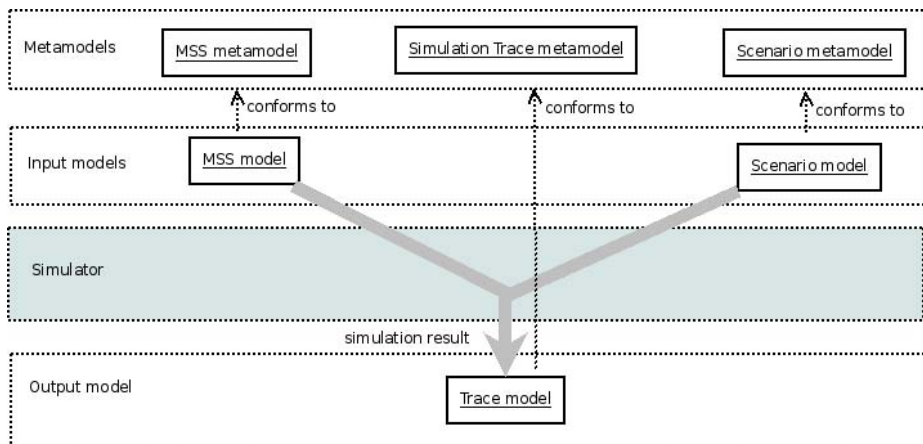 Metamodels
MSS metamodel
Simulation Trace metamodel
Scenario metamodel
conforms to
conforms to
conforms to
Input models
MSS model
Scenario model
Simulator
simulation result
Output model
Trace model